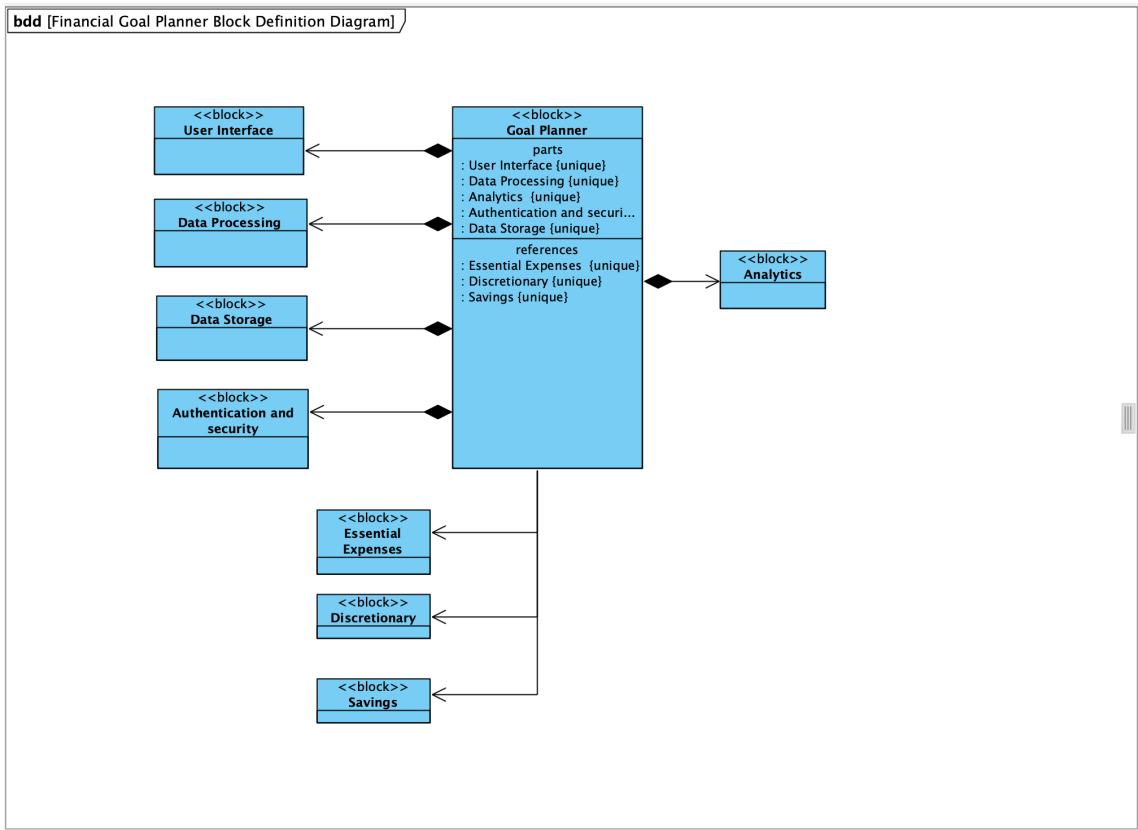 bdd [Financial Goal Planner Block Definition Diagram]
<<block>>
User Interface
<<block>>
Data Processing
<<block>>
Data Storage
<<block>>
Authentication and
security
<<block>>
Goal Planner
parts
: User Interface {unique}
: Data Processing {unique}
: Analytics {unique}
: Authentication and securi...
: Data Storage {unique}
references
: Essential Expenses {unique}
: Discretionary {unique}
: Savings {unique}
<<block>>
Analytics
<<block>>
Essential
Expenses
<<block>>
Discretionary
<<block>>
Savings